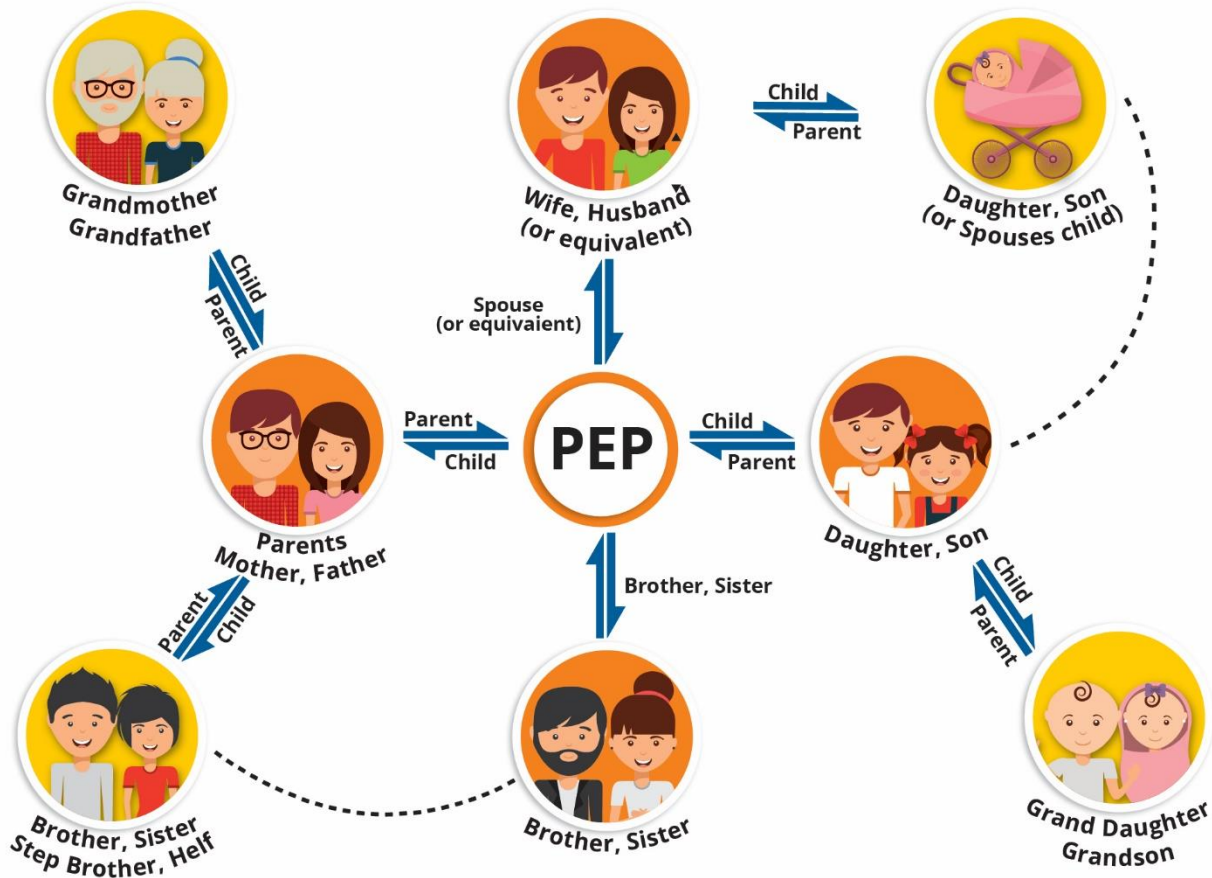 Grandmother
Grandfather
Wife, Husband
(or equivalent)
Child
Parent
Daughter, Son
(or Spouses child)
Child
Parent
Spouse
(or equivaient)
Parents
Mother, Father
Parent
Child
PEP
Child
Parent
Daughter, Son
Parent
Child
Brother, Sister
Child
Parent
Brother, Sister
Step Brother, Helf
Brother, Sister
Grand Daughter
Grandson